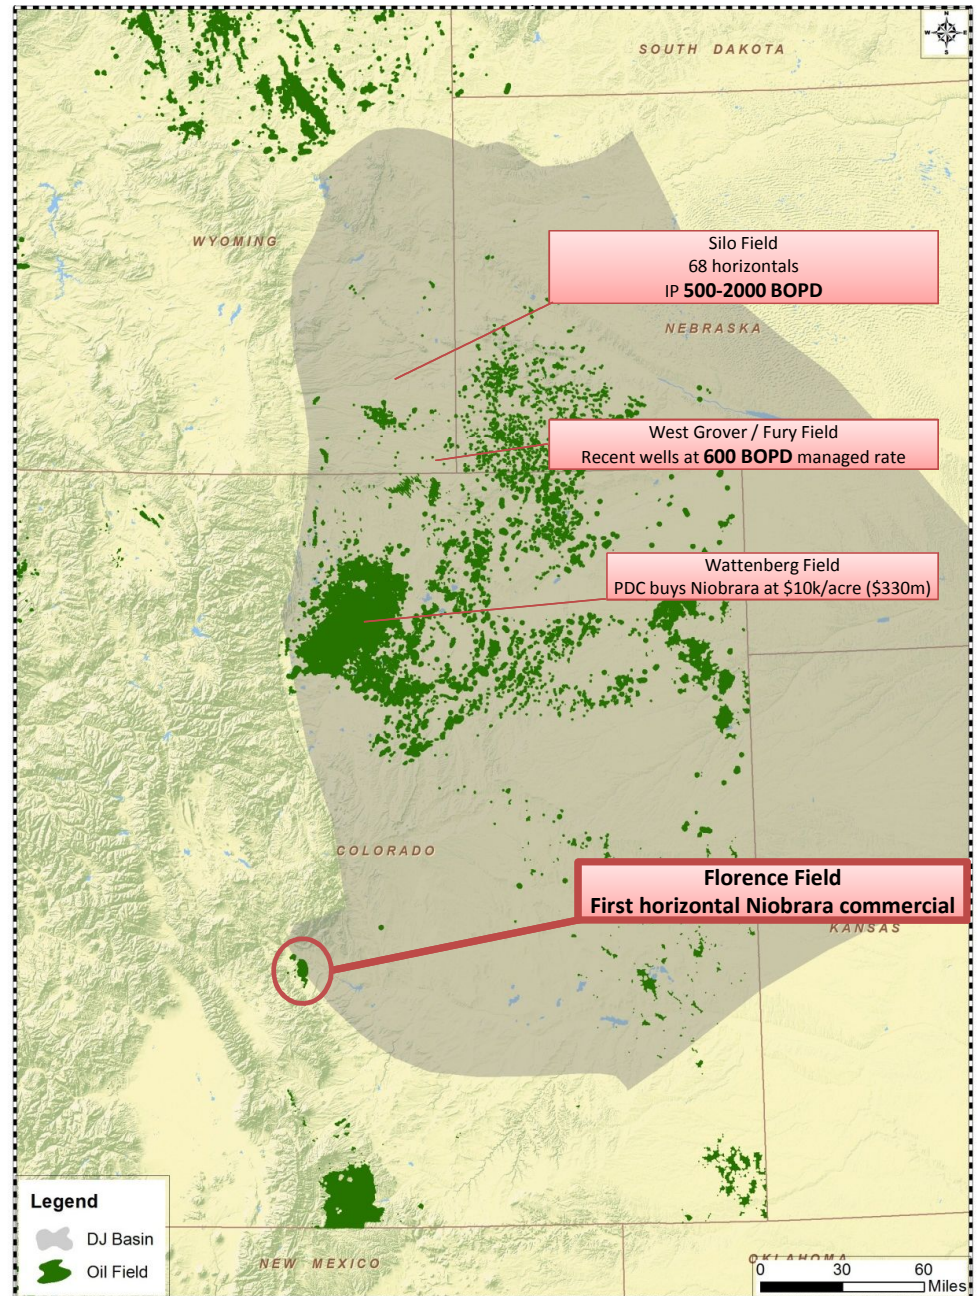 N
W E
S
SOUTH DAKOTA
WYOMING
Silo Field
68 horizontals
IP 500-2000 BOPD
NEBRASKA
West Grover / Fury Field
Recent wells at 600 BOPD managed rate
Wattenberg Field
PDC buys Niobrara at $10k/acre ($330m)
COLORADO
Florence Field
First horizontal Niobrara commercial
KANSAS
Legend
DJ Basin
Oil Field
NEW MEXICO
OKLAHOMA
0 30 60
Miles